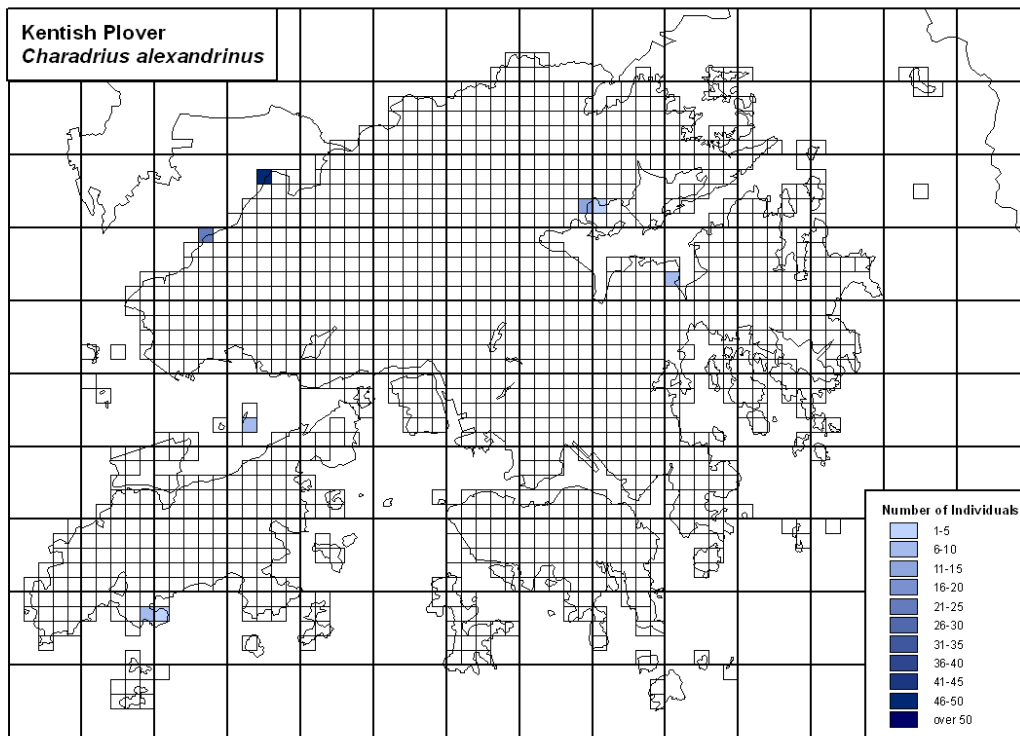 Kentish Plover
Charadrius alexandrinus
Number of Individuals
1-5
6-10
11-15
16-20
21-25
26-30
31-35
36-40
41-45
46-50
over 50